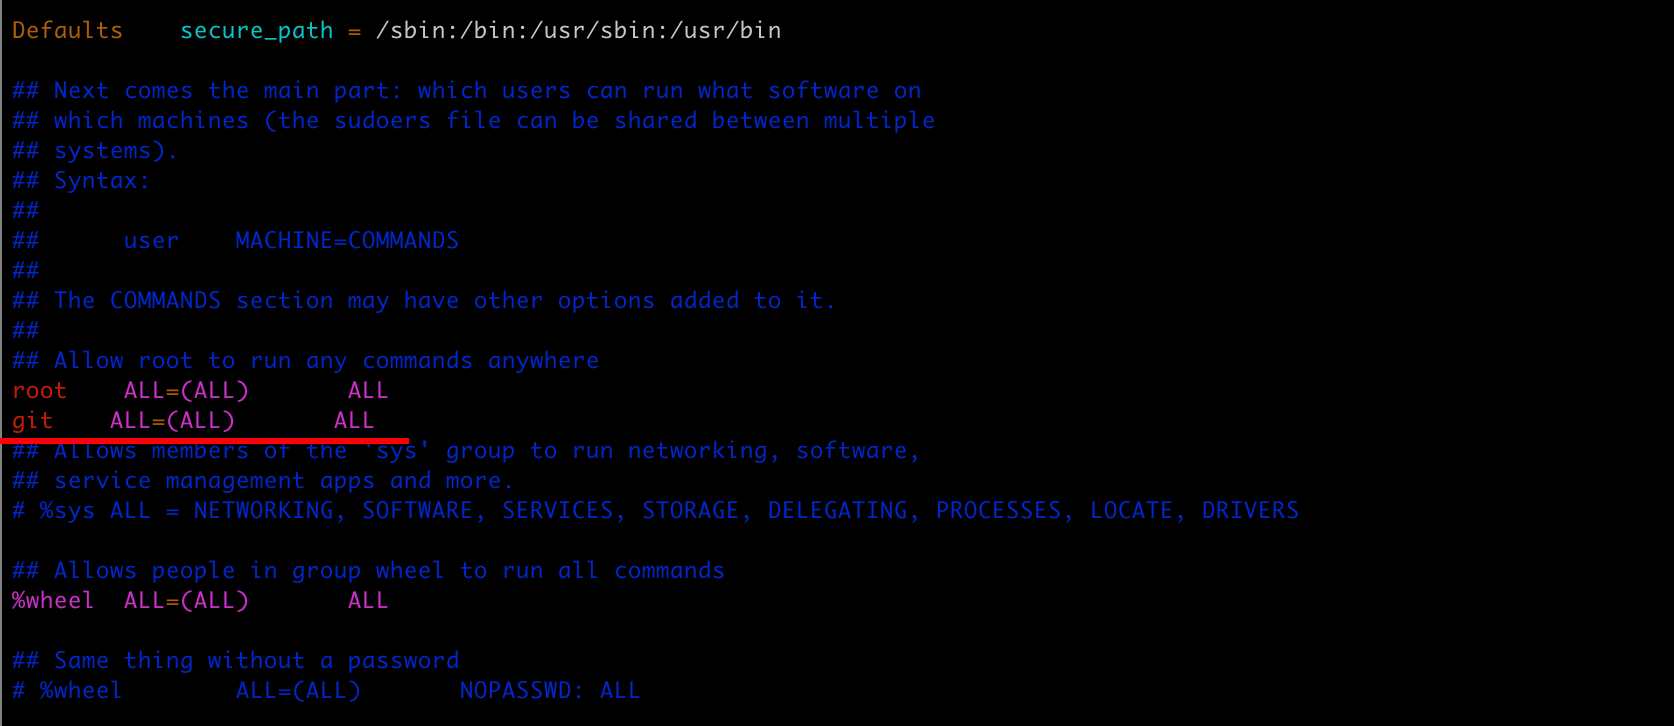 Defaults    secure_path = /sbin:/bin:/usr/sbin:/usr/bin
## Next comes the main part: which users can run what software on
## which machines (the sudoers file can be shared between multiple
## systems).
## Syntax:
##
##      user    MACHINE=COMMANDS
##
## The COMMANDS section may have other options added to it.
##
## Allow root to run any commands anywhere
root    ALL=(ALL)       ALL
git    ALL=(ALL)       ALL
## Allows members of the 'sys' group to run networking, software,
## service management apps and more.
# %sys ALL = NETWORKING, SOFTWARE, SERVICES, STORAGE, DELEGATING, PROCESSES, LOCATE, DRIVERS
## Allows people in group wheel to run all commands
%wheel  ALL=(ALL)       ALL
## Same thing without a password
# %wheel        ALL=(ALL)       NOPASSWD: ALL